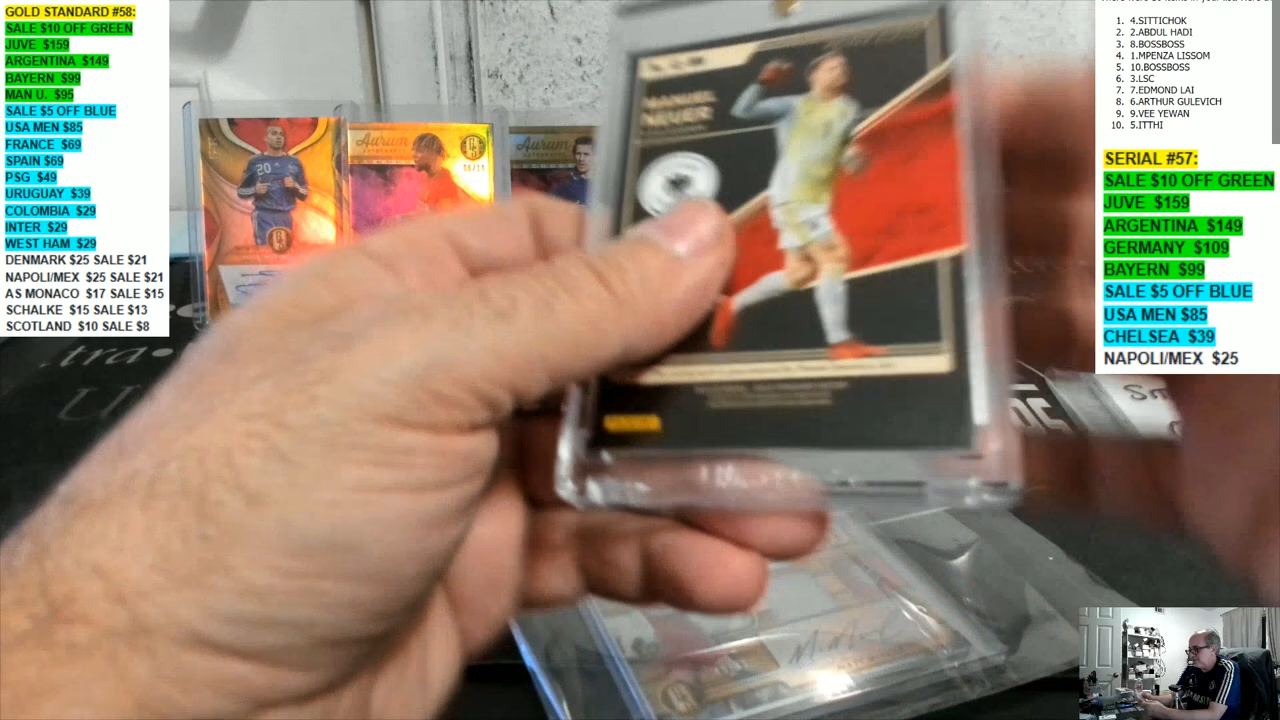 GOLD STANDARD #58:
SALE $10 OFF GREEN
JUVE $159
ARGENTINA $149
BAYERN $99
MAN U. $95
SALE $5 OFF BLUE
USA MEN $85
FRANCE $69
SPAIN $69
PSG $49
URUGUAY $39
COLOMBIA $29
INTER $29
WEST HAM $29
DENMARK $25 SALE $21
NAPOLI/MEX $25 SALE $21
AS MONACO $17 SALE $15
SCHALKE $15 SALE $13
SCOTLAND $10 SALE $8
20
Aurum
Aurum
MANUEL
NEUER
PANINI
1. 4.SITTICHOK
2. 2.ABDUL HADI
3. 8.BOSSBOSS
4. 1.MPENZA LISSOM
5. 10.BOSSBOSS
6. 3.LSC
7. 7.EDMOND LAI
8. 6.ARTHUR GULEVICH
9. 9.VEE YEWAN
10. 5.ITTHI
SERIAL #57:
SALE $10 OFF GREEN
JUVE $159
ARGENTINA $149
GERMANY $109
BAYERN $99
SALE $5 OFF BLUE
USA MEN $85
CHELSEA $39
NAPOLI/MEX $25